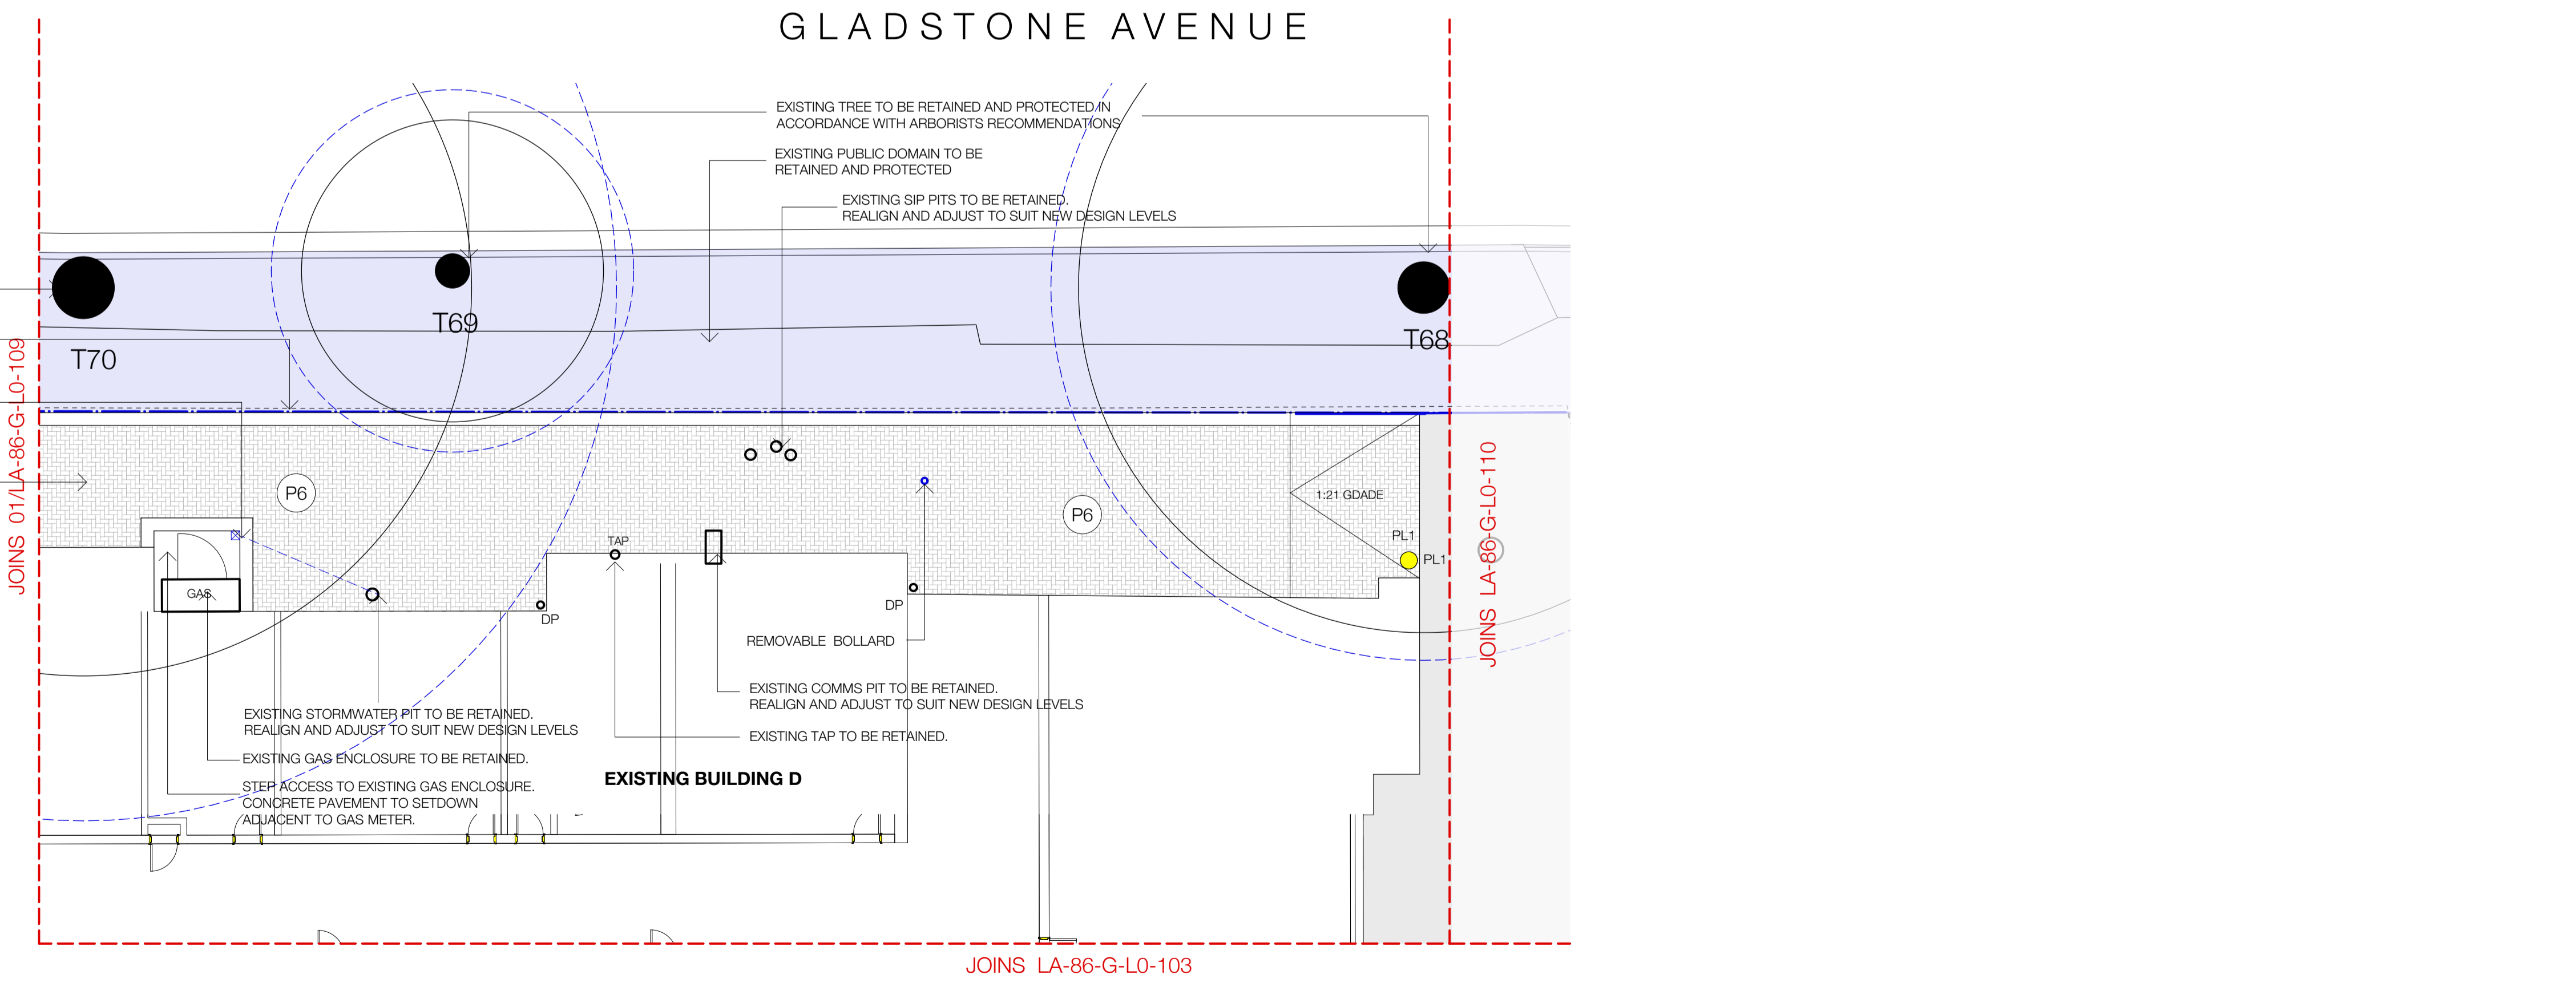 GLADSTONE AVENUE
EXISTING TREE TO BE RETAINED AND PROTECTED IN
ACCORDANCE WITH ARBORISTS RECOMMENDATIONS
EXISTING PUBLIC DOMAIN TO BE
RETAINED AND PROTECTED
EXISTING SIP PITS TO BE RETAINED.
REALIGN AND ADJUST TO SUIT NEW DESIGN LEVELS
T69
T68
T70
JOINS 01/LA-86-G-L0-109
P6
P6
1:21 GDADE
JOINS LA-86-G-L0-110
TAP
PL1
PL1
GAS
DP
DP
REMOVABLE BOLLARD
EXISTING COMMS PIT TO BE RETAINED.
REALIGN AND ADJUST TO SUIT NEW DESIGN LEVELS
EXISTING STORMWATER PIT TO BE RETAINED.
REALIGN AND ADJUST TO SUIT NEW DESIGN LEVELS
EXISTING TAP TO BE RETAINED.
EXISTING GAS ENCLOSURE TO BE RETAINED.
EXISTING BUILDING D
STEP ACCESS TO EXISTING GAS ENCLOSURE.
CONCRETE PAVEMENT TO SETDOWN
ADJACENT TO GAS METER.
JOINS LA-86-G-L0-103